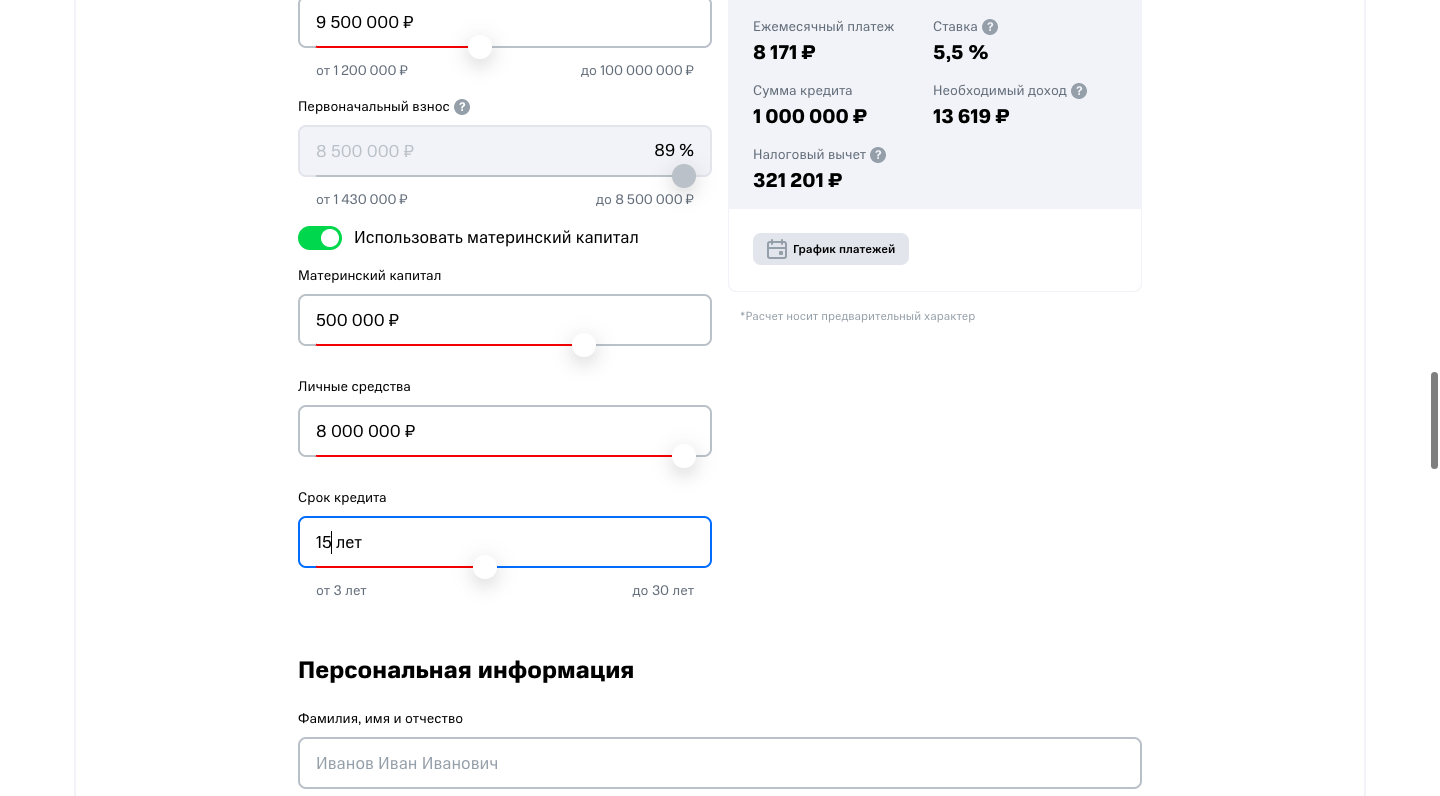 9 500 000 ₽
от 1 200 000 ₽ до 100 000 000 ₽
Первоначальный взнос ?
8 500 000 ₽ 89 %
от 1 430 000 ₽ до 8 500 000 ₽
Использовать материнский капитал
Материнский капитал
500 000 ₽
Личные средства
8 000 000 ₽
Срок кредита
15 лет
от 3 лет до 30 лет
Ежемесячный платеж Ставка ?
8 171 ₽ 5,5 %
Сумма кредита Необходимый доход ?
1 000 000 ₽ 13 619 ₽
Налоговый вычет ?
321 201 ₽
График платежей
*Расчет носит предварительный характер
Персональная информация
Фамилия, имя и отчество
Иванов Иван Иванович